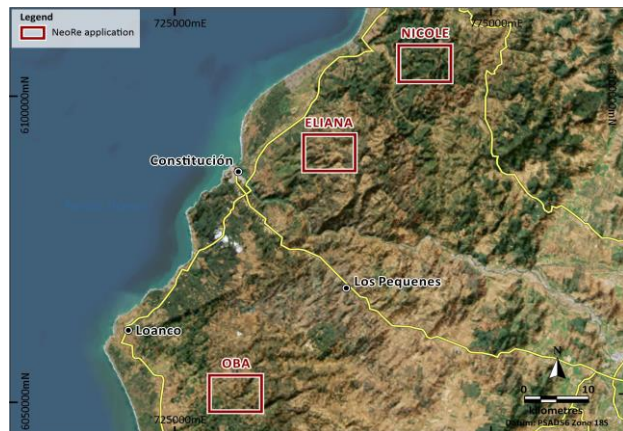 Legend
NeoRe application
725000mE
775000mE
NICOLE
6100000mN
ELIANA
Constitución
Los Pequenes
Loanco
OBA
N
0
10
kilometres
6050000mN
725000mE
Datum: PSAD56 Zona 18S